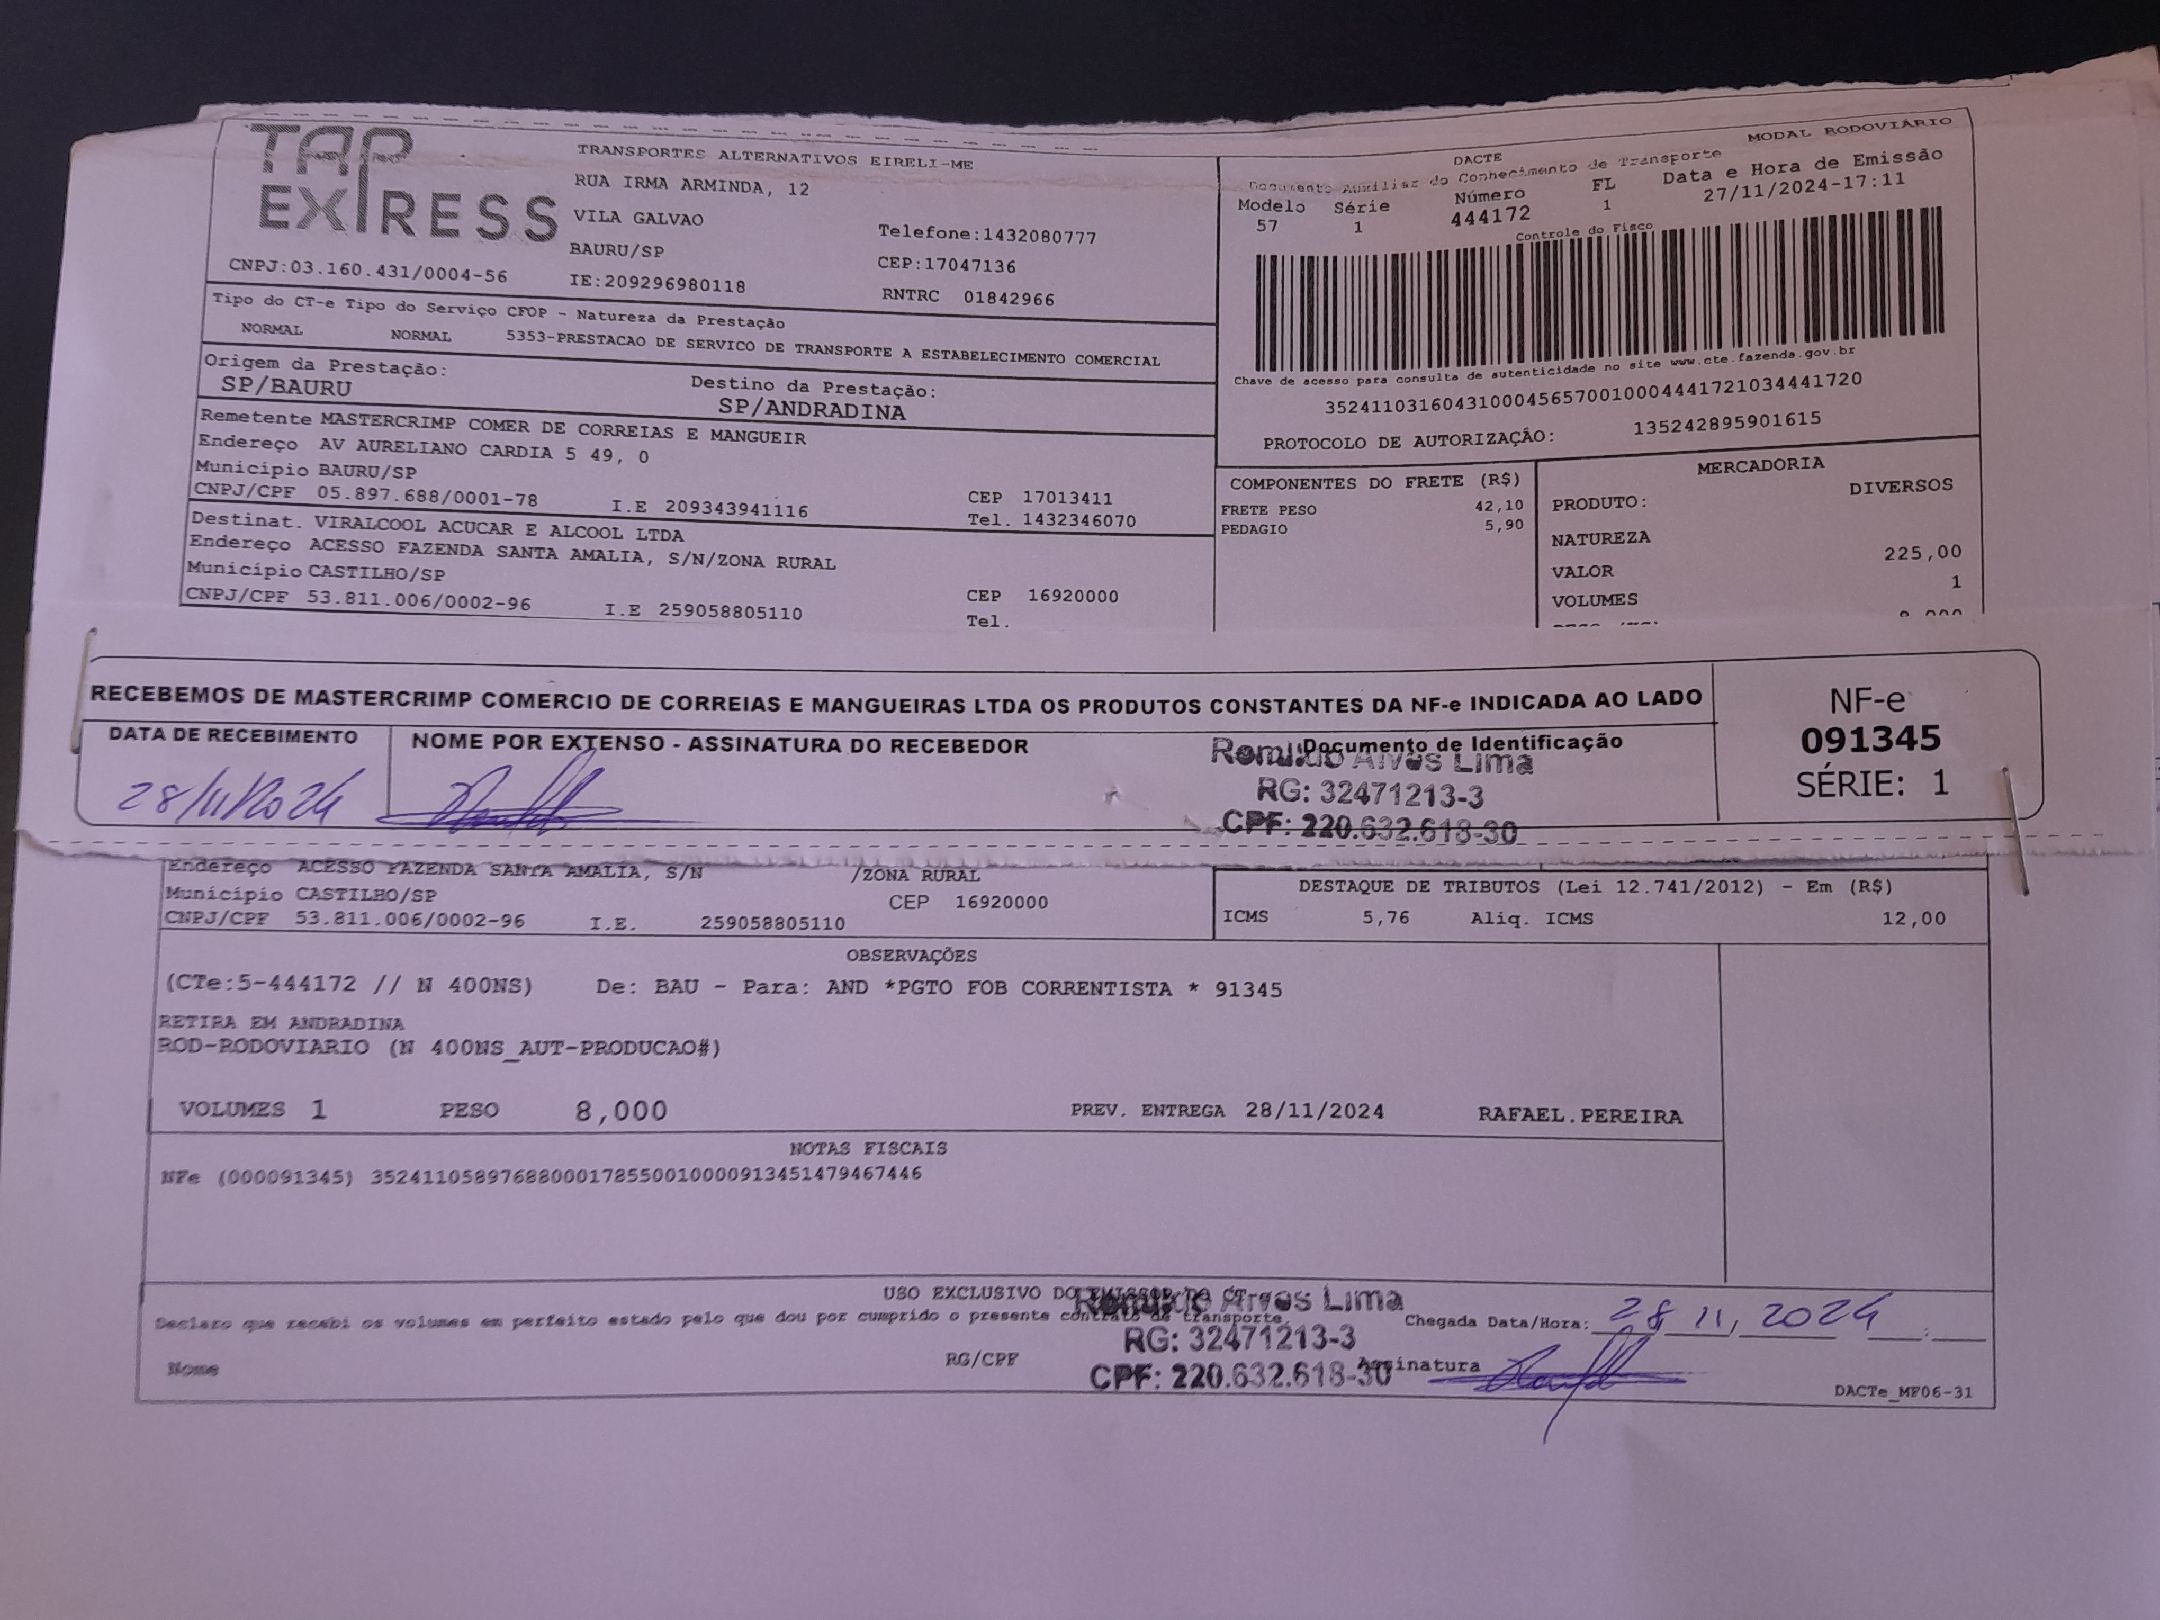 TAP EXPRESS
TRANSPORTES ALTERNATIVOS EIRELI-ME
RUA IRMA ARMINDA, 12
VILA GALVAO
BAURU/SP
Telefone:1432080777
CEP:17047136
CNPJ:03.160.431/0004-56
IE:209296980118
RNTRC 01842966
MODAL RODOVIÁRIO
DACTE
Documento Auxiliar do Conhecimento de Transporte
Modelo Série Número FL Data e Hora de Emissão
57 1 444172 1 27/11/2024-17:11
Controle do Fisco
Chave de acesso para consulta de autenticidade no site www.cte.fazenda.gov.br
35241103160431000456570010004441721034441720
PROTOCOLO DE AUTORIZAÇÃO: 135242895901615
Tipo do CT-e Tipo do Serviço CFOP - Natureza da Prestação
NORMAL NORMAL 5353-PRESTACAO DE SERVICO DE TRANSPORTE A ESTABELECIMENTO COMERCIAL
Origem da Prestação: Destino da Prestação:
SP/BAURU SP/ANDRADINA
Remetente MASTERCRIMP COMER DE CORREIAS E MANGUEIR
Endereço AV AURELIANO CARDIA 5 49, 0
Município BAURU/SP
CNPJ/CPF 05.897.688/0001-78 I.E 209343941116
CEP 17013411
Tel. 1432346070
Destinat. VIRALCOOL ACUCAR E ALCOOL LTDA
Endereço ACESSO FAZENDA SANTA AMALIA, S/N/ZONA RURAL
Município CASTILHO/SP
CNPJ/CPF 53.811.006/0002-96 I.E 259058805110
CEP 16920000
Tel.
COMPONENTES DO FRETE (R$)
FRETE PESO 42,10
PEDAGIO 5,90
MERCADORIA
PRODUTO: DIVERSOS
NATUREZA
VALOR 225,00
VOLUMES 1
RECEBEMOS DE MASTERCRIMP COMERCIO DE CORREIAS E MANGUEIRAS LTDA OS PRODUTOS CONSTANTES DA NF-e INDICADA AO LADO
DATA DE RECEBIMENTO
28/11/2024
NOME POR EXTENSO - ASSINATURA DO RECEBEDOR
Documento de Identificação
Romildo Alves Lima
RG: 32471213-3
CPF: 220.632.618-30
NF-e
091345
SÉRIE: 1
Endereço ACESSO FAZENDA SANTA AMALIA, S/N /ZONA RURAL
Município CASTILHO/SP CEP 16920000
CNPJ/CPF 53.811.006/0002-96 I.E. 259058805110
DESTAQUE DE TRIBUTOS (Lei 12.741/2012) - Em (R$)
ICMS 5,76 Aliq. ICMS 12,00
OBSERVAÇÕES
(CTe:5-444172 // N 400NS) De: BAU - Para: AND *PGTO FOB CORRENTISTA * 91345
RETIRA EM ANDRADINA
ROD-RODOVIARIO (N 400NS_AUT-PRODUCAO#)
VOLUMES 1 PESO 8,000 PREV. ENTREGA 28/11/2024 RAFAEL.PEREIRA
NOTAS FISCAIS
NFe (000091345) 35241105897688000178550010000913451479467446
USO EXCLUSIVO DO EMISSOR DO CT-e
Declaro que recebi os volumes em perfeito estado pelo que dou por cumprido o presente contrato de transporte.
Romildo Alves Lima
RG: 32471213-3
CPF: 220.632.618-30
Chegada Data/Hora: 28/11/2024
Nome RG/CPF Assinatura
DACTe_MF06-31